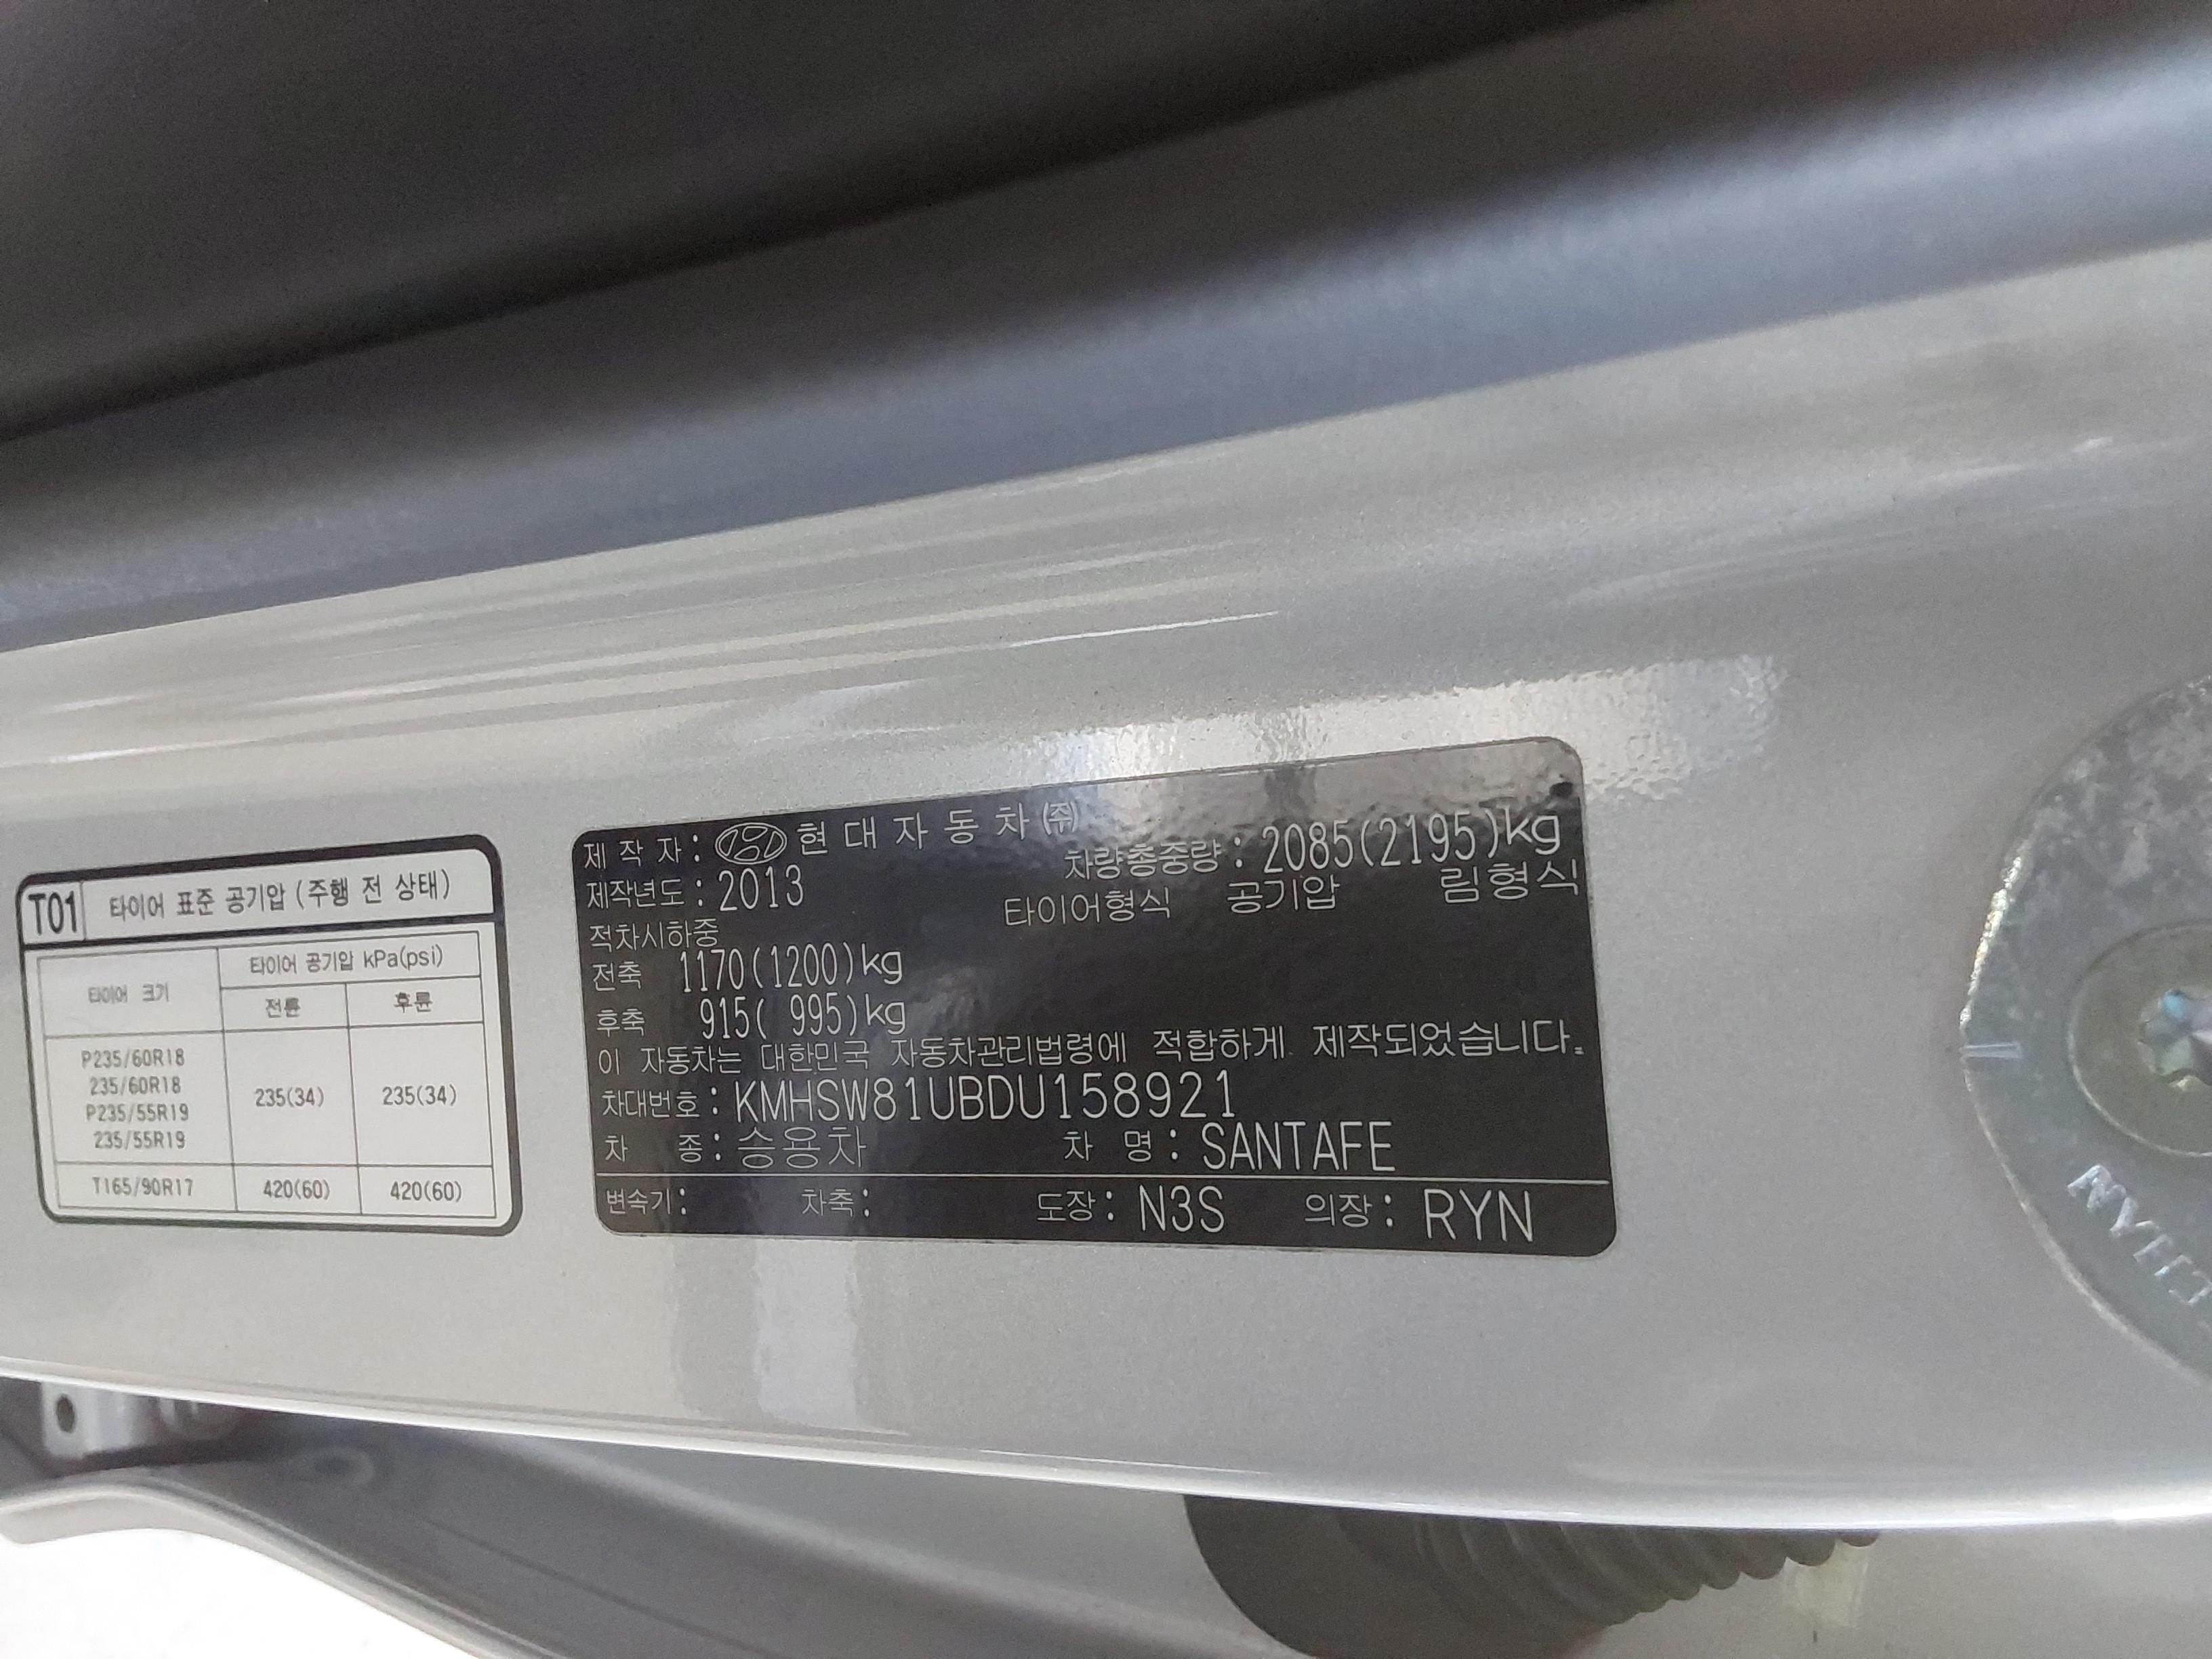 T01 타이어 표준 공기압 (주행 전 상태)
타이어 크기
타이어 공기압 kPa(psi)
전륜 후륜
P235/60R18
235/60R18
P235/55R19
235/55R19
235(34) 235(34)
T165/90R17 420(60) 420(60)
제 작 자 : 현 대 자 동 차 ㈜
차량총중량 : 2085(2195)kg
제작년도 : 2013
타이어형식 공기압 림형식
적차시하중
전축 1170(1200)kg
후축 915( 995)kg
이 자동차는 대한민국 자동차관리법령에 적합하게 제작되었습니다.
차대번호 : KMHSW81UBDU158921
차 종 : 승용차 차 명 : SANTAFE
변속기 : 차축 : 도장 : N3S 의장 : RYN